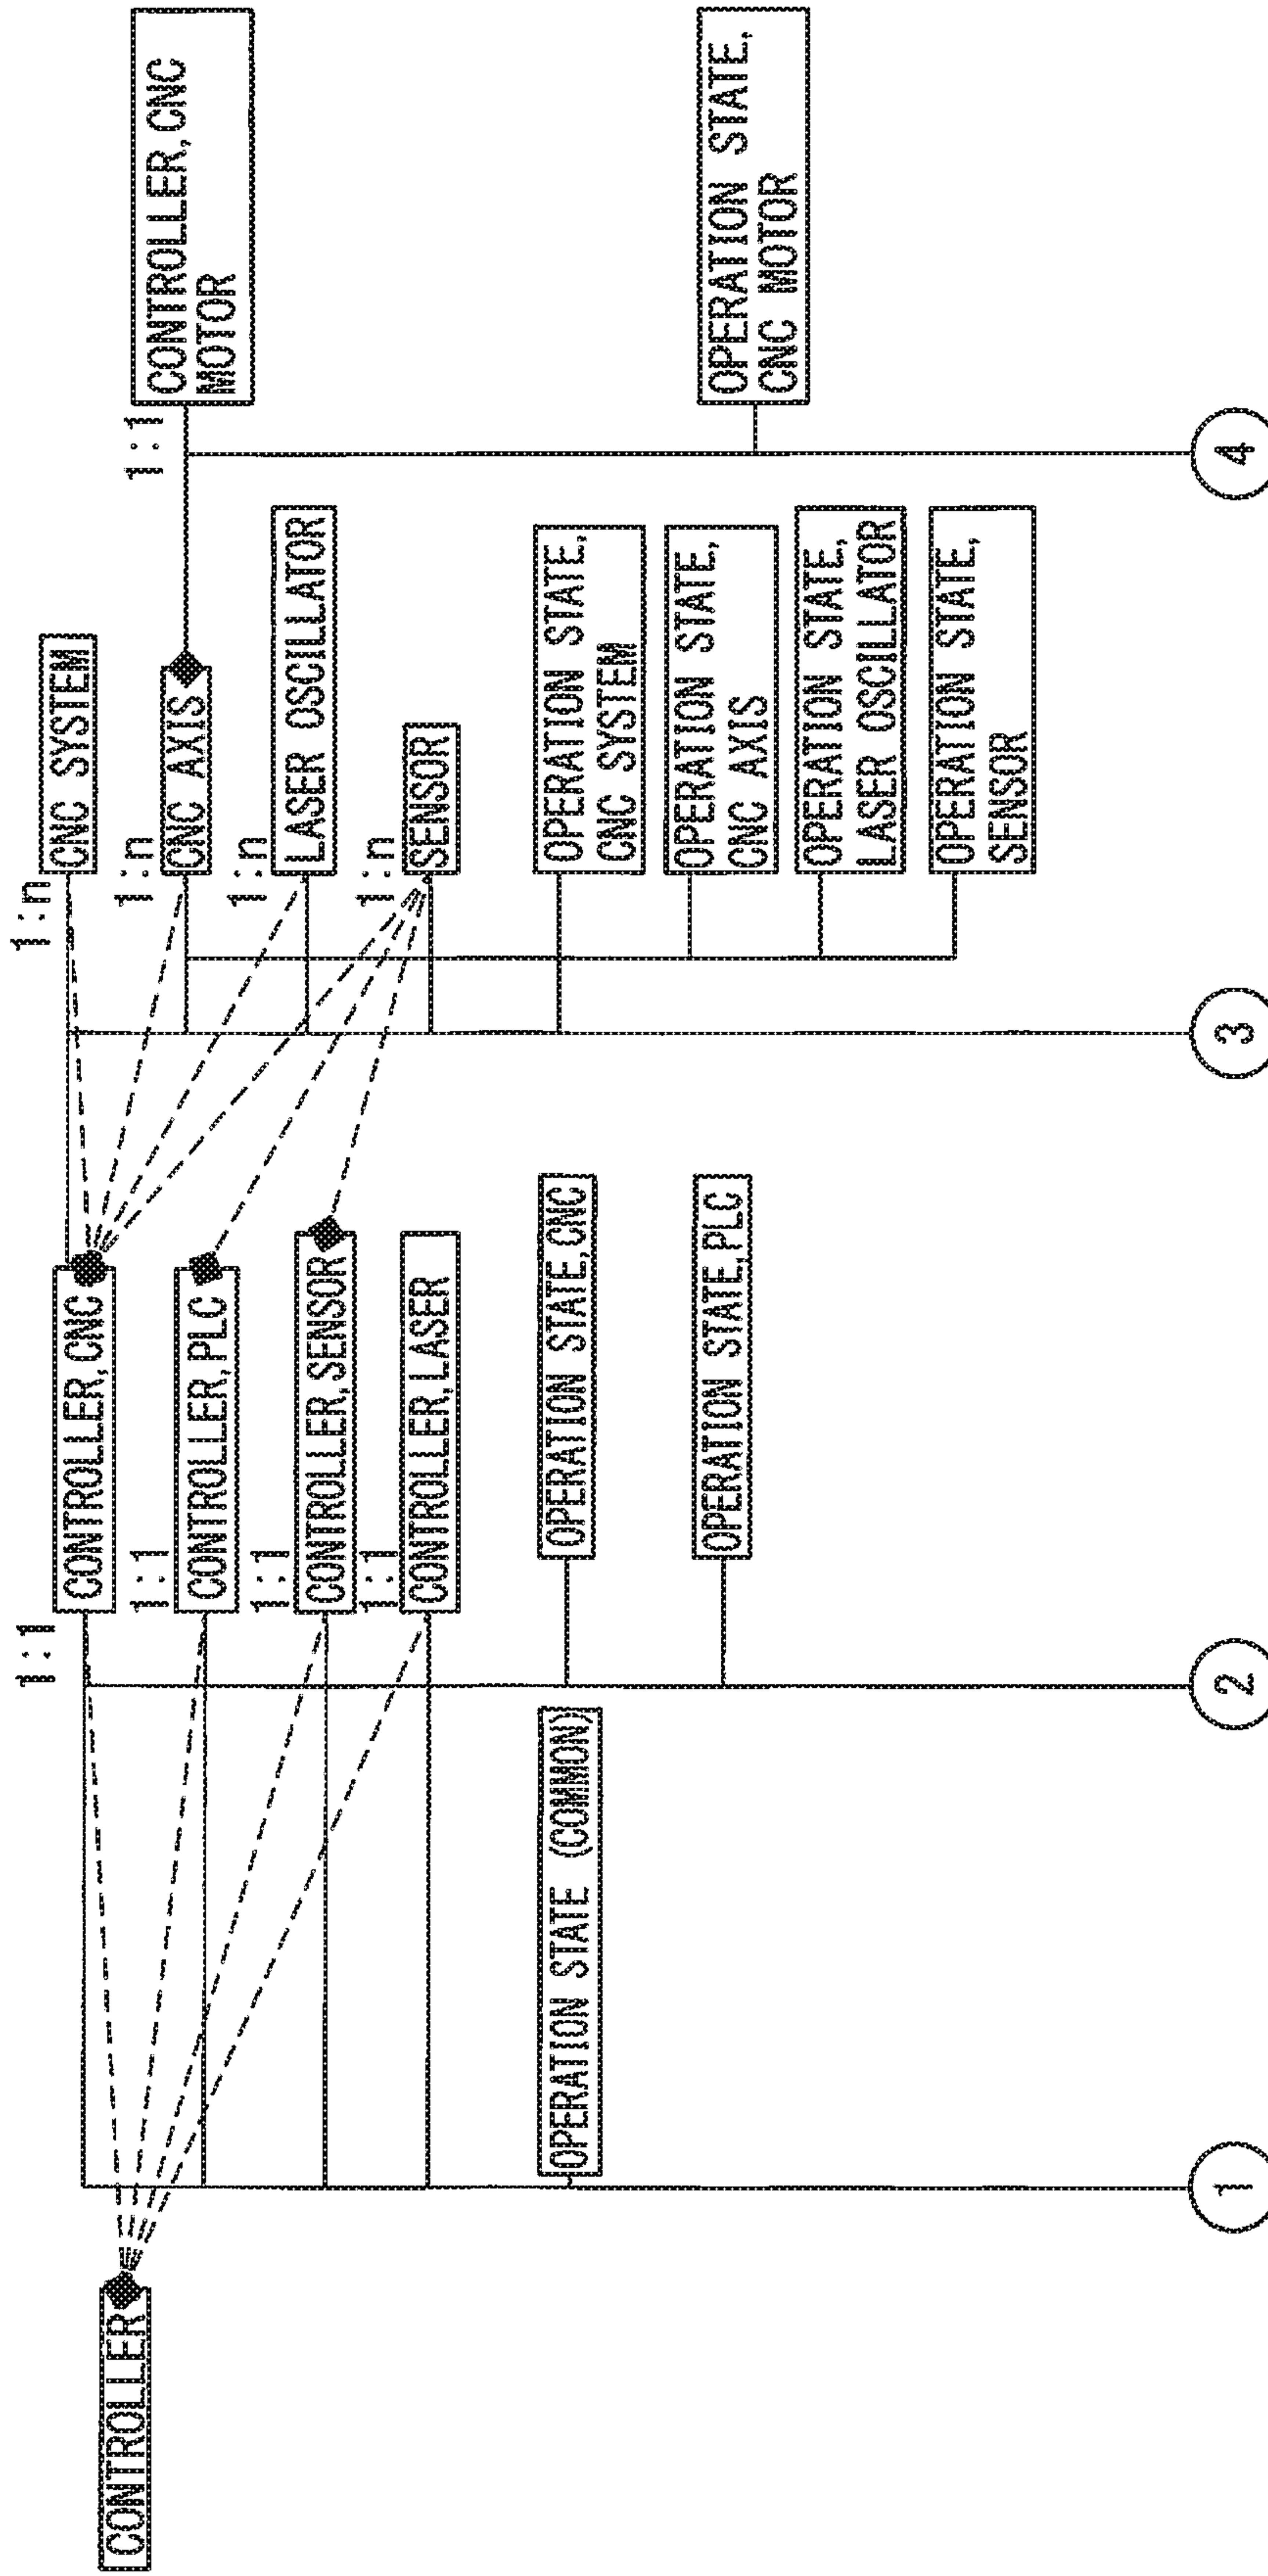 CONTROLLER
1:1
CONTROLLER,CNC
1:1
CONTROLLER,PLC
1:1
CONTROLLER,SENSOR
1:1
CONTROLLER,LASER
OPERATION STATE (COMMON)
OPERATION STATE,CNC
OPERATION STATE,PLC
1:n
CNC SYSTEM
1:n
CNC AXIS
1:n
LASER OSCILLATOR
1:n
SENSOR
OPERATION STATE,
CNC SYSTEM
OPERATION STATE,
CNC AXIS
OPERATION STATE,
LASER OSCILLATOR
OPERATION STATE,
SENSOR
1:1
CONTROLLER,CNC
MOTOR
OPERATION STATE,
CNC MOTOR
1
2
3
4